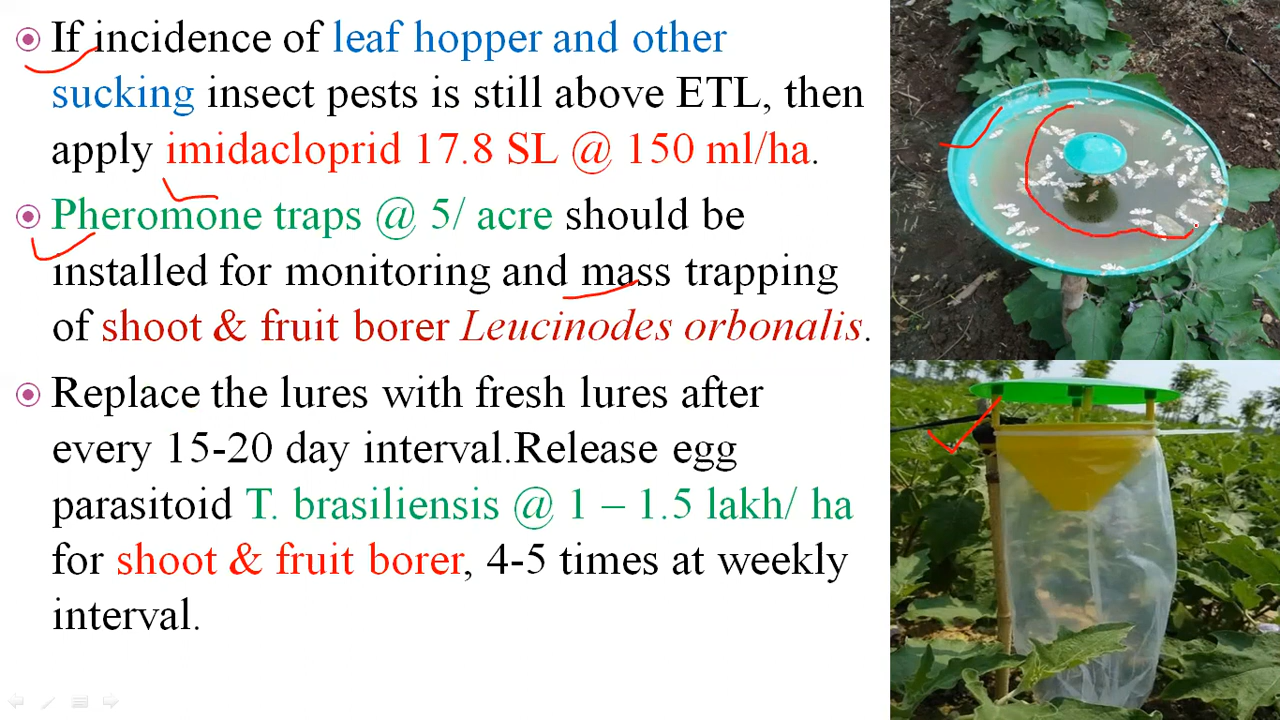 If incidence of leaf hopper and other
sucking insect pests is still above ETL, then
apply imidacloprid 17.8 SL @ 150 ml/ha.
Pheromone traps @ 5/ acre should be
installed for monitoring and mass trapping
of shoot & fruit borer Leucinodes orbonalis.
Replace the lures with fresh lures after
every 15-20 day interval.Release egg
parasitoid T. brasiliensis @ 1 – 1.5 lakh/ ha
for shoot & fruit borer, 4-5 times at weekly
interval.